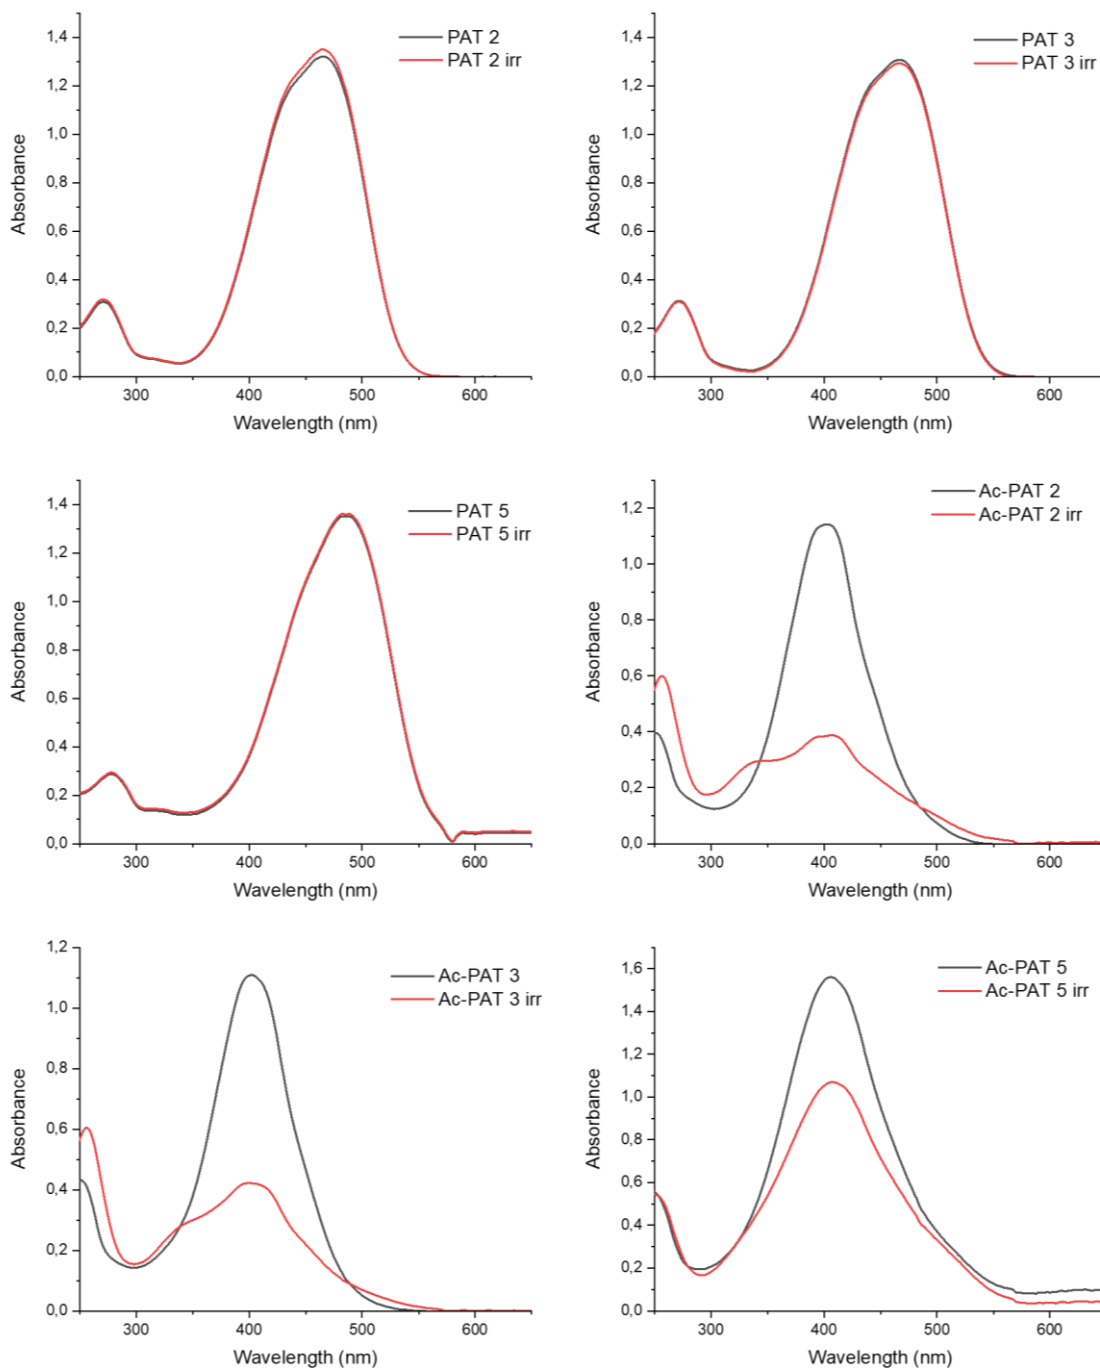 PAT 2
PAT 2 irr
1,4
1,2
1,0
0,8
0,6
0,4
0,2
0,0
Absorbance
300 400 500 600
Wavelength (nm)
PAT 3
PAT 3 irr
1,4
1,2
1,0
0,8
0,6
0,4
0,2
0,0
Absorbance
300 400 500 600
Wavelength (nm)
PAT 5
PAT 5 irr
1,4
1,2
1,0
0,8
0,6
0,4
0,2
0,0
Absorbance
300 400 500 600
Wavelength (nm)
Ac-PAT 2
Ac-PAT 2 irr
1,2
1,0
0,8
0,6
0,4
0,2
0,0
Absorbance
300 400 500 600
Wavelength (nm)
Ac-PAT 3
Ac-PAT 3 irr
1,2
1,0
0,8
0,6
0,4
0,2
0,0
Absorbance
300 400 500 600
Wavelength (nm)
Ac-PAT 5
Ac-PAT 5 irr
1,6
1,4
1,2
1,0
0,8
0,6
0,4
0,2
0,0
Absorbance
300 400 500 600
Wavelength (nm)